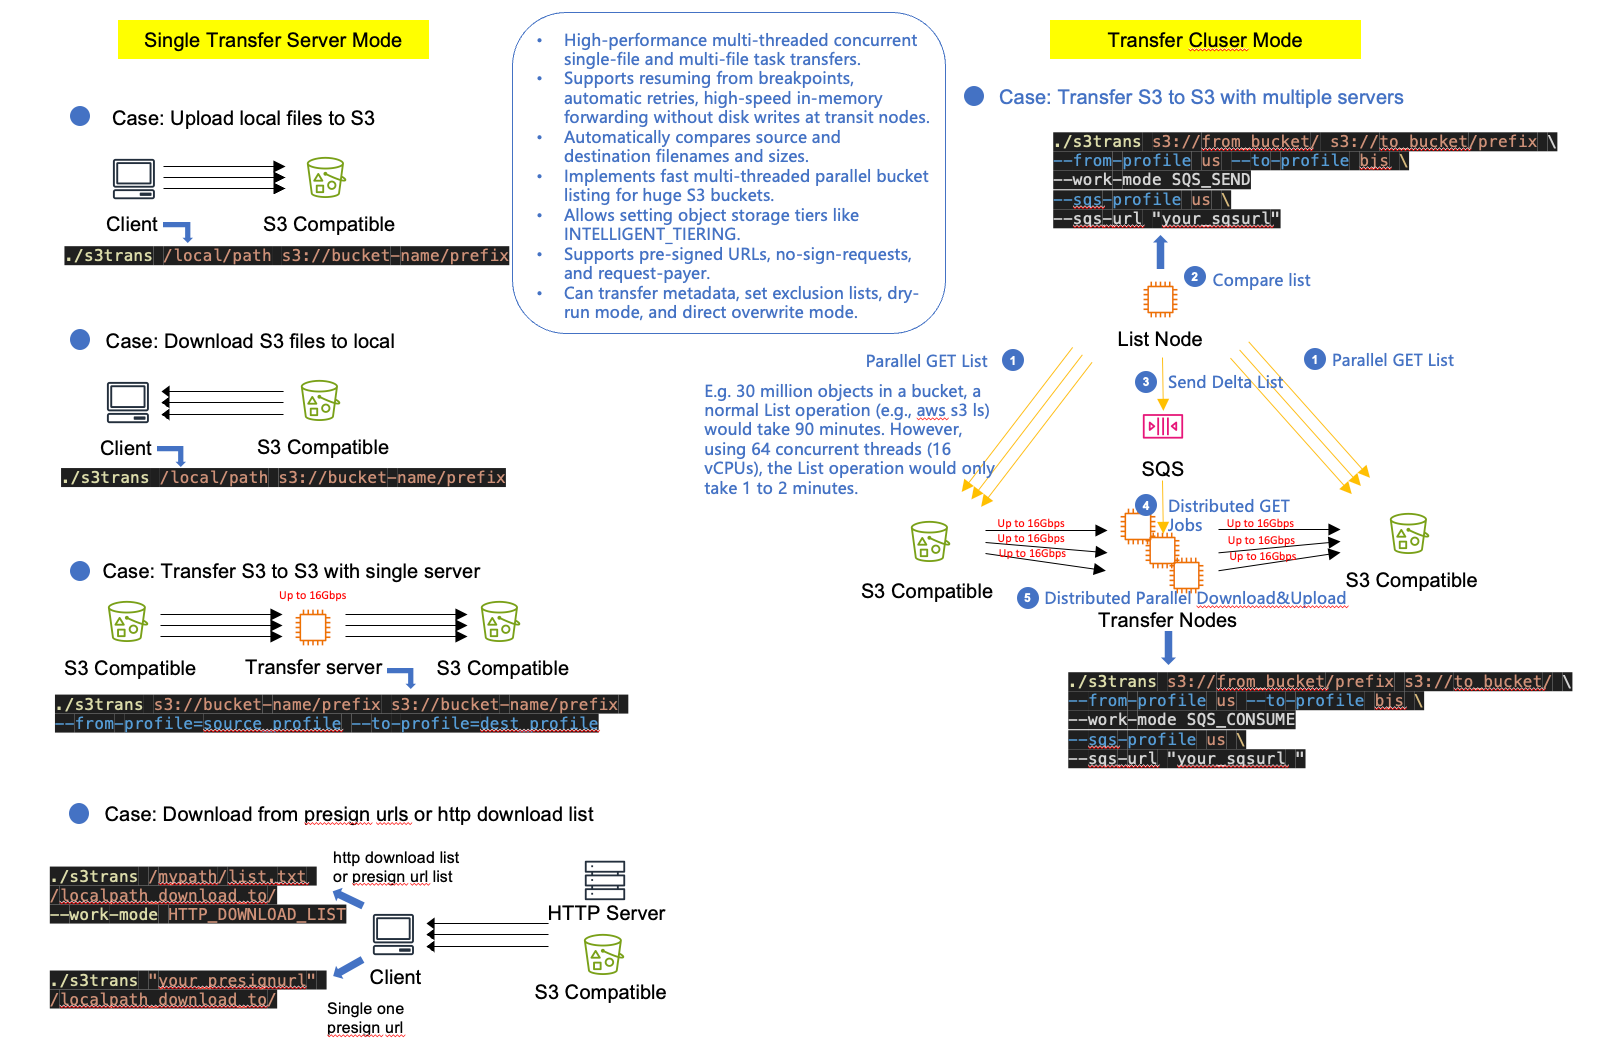 Single Transfer Server Mode
Case: Upload local files to S3
Client
S3 Compatible
./s3trans /local/path s3://bucket-name/prefix
Case: Download S3 files to local
Client
S3 Compatible
./s3trans /local/path s3://bucket-name/prefix
Case: Transfer S3 to S3 with single server
Up to 16Gbps
S3 Compatible
Transfer server
S3 Compatible
./s3trans s3://bucket-name/prefix s3://bucket-name/prefix
--from-profile=source_profile --to-profile=dest_profile
Case: Download from presign urls or http download list
http download list
or presign url list
./s3trans /mypath/list.txt
/localpath_download_to/
--work-mode HTTP_DOWNLOAD_LIST
HTTP Server
Client
S3 Compatible
./s3trans "your_presignurl"
/localpath_download_to/
Single one
presign url
• High-performance multi-threaded concurrent
single-file and multi-file task transfers.
• Supports resuming from breakpoints,
automatic retries, high-speed in-memory
forwarding without disk writes at transit nodes.
• Automatically compares source and
destination filenames and sizes.
• Implements fast multi-threaded parallel bucket
listing for huge S3 buckets.
• Allows setting object storage tiers like
INTELLIGENT_TIERING.
• Supports pre-signed URLs, no-sign-requests,
and request-payer.
• Can transfer metadata, set exclusion lists, dry-
run mode, and direct overwrite mode.
Transfer Cluser Mode
Case: Transfer S3 to S3 with multiple servers
./s3trans s3://from_bucket/ s3://to_bucket/prefix \
--from-profile us --to-profile bjs \
--work-mode SQS_SEND
--sqs-profile us \
--sqs-url "your_sqsurl"
2 Compare list
List Node
Parallel GET List 1
1 Parallel GET List
3 Send Delta List
E.g. 30 million objects in a bucket, a
normal List operation (e.g., aws s3 ls)
would take 90 minutes. However,
using 64 concurrent threads (16
vCPUs), the List operation would only
take 1 to 2 minutes.
SQS
4 Distributed GET
Jobs
Up to 16Gbps
Up to 16Gbps
Up to 16Gbps
Up to 16Gbps
Up to 16Gbps
Up to 16Gbps
S3 Compatible
S3 Compatible
5 Distributed Parallel Download&Upload
Transfer Nodes
./s3trans s3://from_bucket/prefix s3://to_bucket/ \
--from-profile us --to-profile bjs \
--work-mode SQS_CONSUME
--sqs-profile us \
--sqs-url "your_sqsurl "